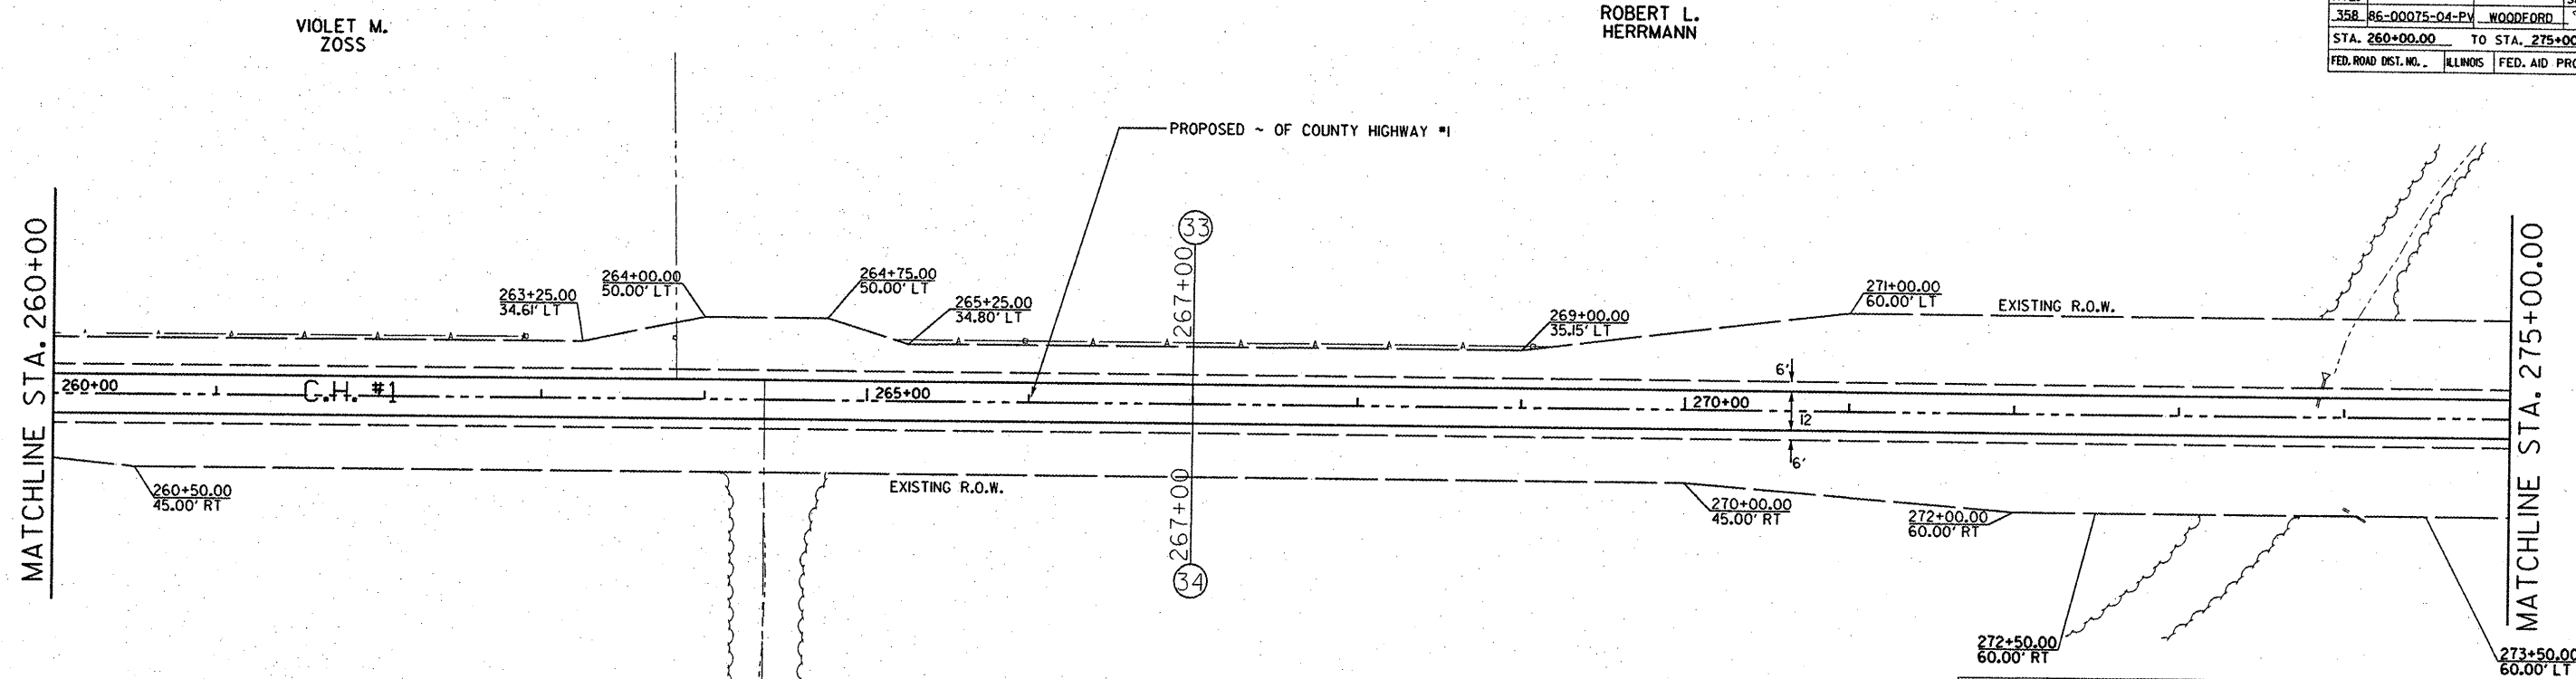 VIOLET M.
ZOSS
ROBERT L.
HERRMANN
358 86-00075-04-PV WOODFORD
STA. 260+00.00 TO STA. 275+00
FED. ROAD DIST. NO. - ILLINOIS FED. AID PRO
PROPOSED ~ OF COUNTY HIGHWAY #1
MATCHLINE STA. 260+00
263+25.00
34.61' LT
264+00.00
50.00' LT
264+75.00
50.00' LT
265+25.00
34.80' LT
33
267+00
269+00.00
35.15' LT
271+00.00
60.00' LT
EXISTING R.O.W.
MATCHLINE STA. 275+00.00
260+00
C.H. #1
265+00
270+00
6'
12
6'
260+50.00
45.00' RT
EXISTING R.O.W.
267+00
34
270+00.00
45.00' RT
272+00.00
60.00' RT
272+50.00
60.00' RT
273+50.00
60.00' LT